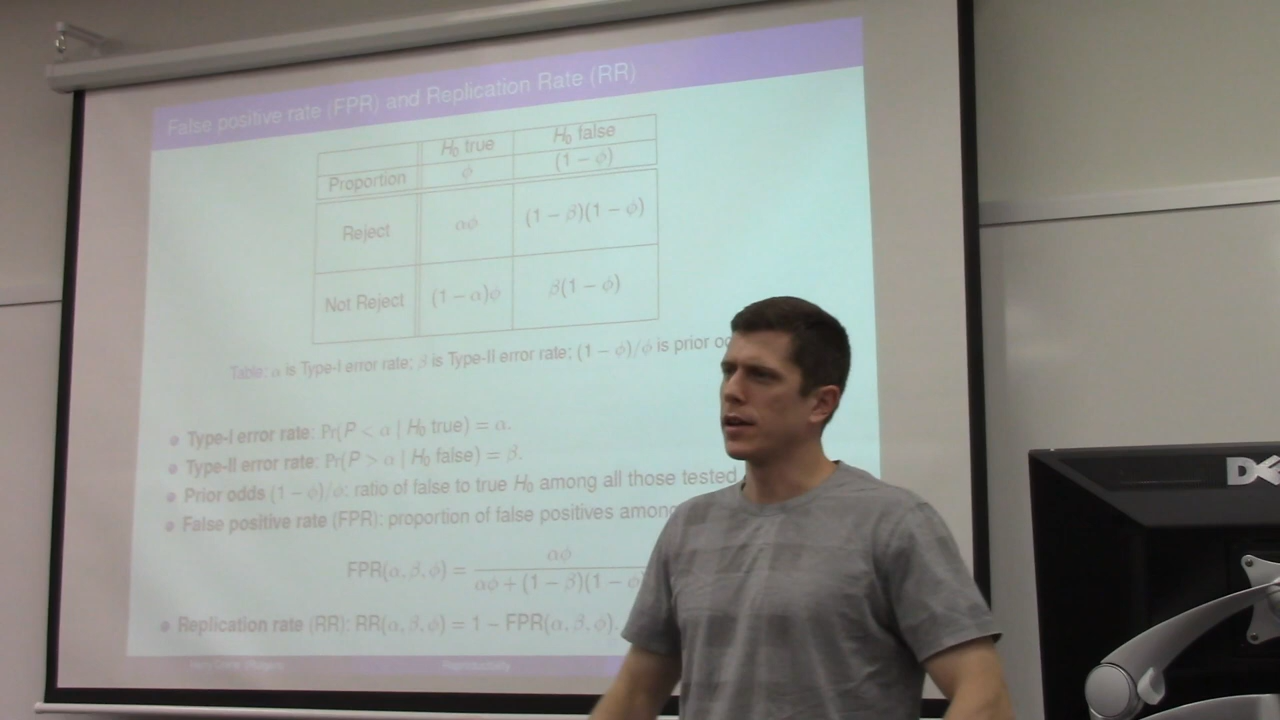 False positive rate (FPR) and Replication Rate (RR)
H₀ true H₀ false
Proportion ϕ (1 − ϕ)
Reject αϕ (1 − β)(1 − ϕ)
Not Reject (1 − α)ϕ β(1 − ϕ)
Table: α is Type-I error rate; β is Type-II error rate; (1 − ϕ)/ϕ is prior
Type-I error rate: Pr(P < α | H₀ true) = α.
Type-II error rate: Pr(P > α | H₀ false) = β.
Prior odds (1 − ϕ)/ϕ: ratio of false to true H₀ among all those tested
False positive rate (FPR): proportion of false positives
FPR(α, β, ϕ) = αϕ
αϕ + (1 − β)(1 − ϕ
Replication rate (RR): RR(α, β, ϕ) = 1 − FPR(α, β, ϕ).
Reproducibility